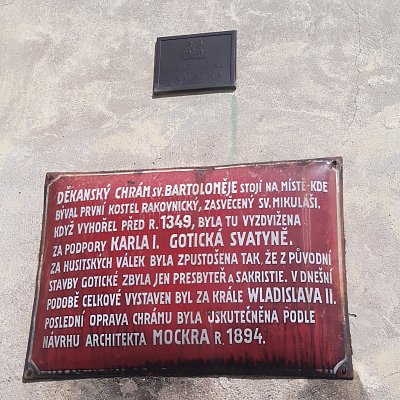 DĚKANSKÝ CHRÁM SV. BARTOLOMĚJE STOJÍ NA MÍSTĚ-KDE
BÝVAL PRVNÍ KOSTEL RAKOVNICKÝ, ZASVĚCENÝ SV. MIKULÁŠI.
KDYŽ VYHOŘEL PŘED R. 1349, BYLA TU VYZDVIŽENA
ZA PODPORY KARLA I. GOTICKÁ SVATYNĚ.
ZA HUSITSKÝCH VÁLEK BYLA ZPUSTOŠENA TAK, ŽE Z PŮVODNÍ
STAVBY GOTICKÉ ZBYLA JEN PRESBYTEŘ A SAKRISTIE. V DNEŠNÍ
PODOBĚ CELKOVÉ VYSTAVEN BYL ZA KRÁLE WLADISLAVA II.
POSLEDNÍ OPRAVA CHRÁMU BYLA USKUTEČNĚNA PODLE
NÁVRHU ARCHITEKTA MOCKRA R. 1894.